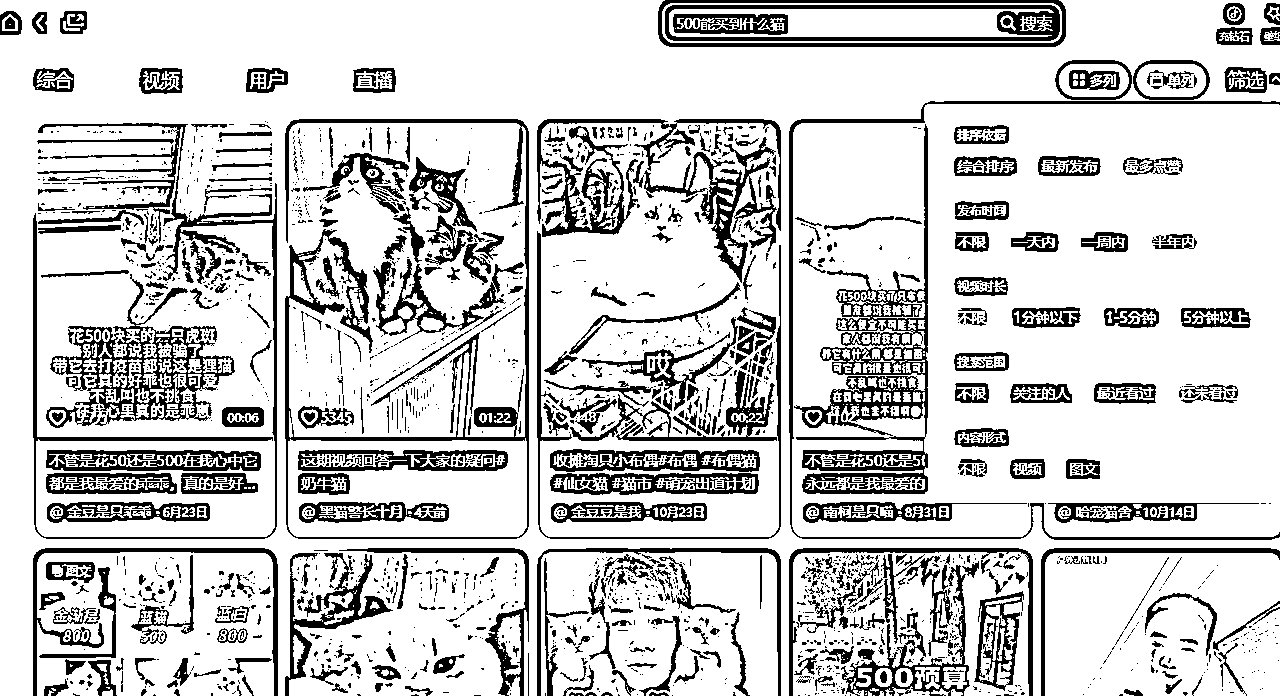 500能买到什么猫
搜索
充钻石
综合
视频
用户
直播
多列
单列
筛选
排序依据
综合排序
最新发布
最多点赞
发布时间
不限
一天内
一周内
半年内
视频时长
不限
1分钟以下
1-5分钟
5分钟以上
搜索范围
不限
关注的人
最近看过
还未看过
内容形式
不限
视频
图文
花500块买的一只虎斑
别人都说我被骗了
带它去打疫苗都说这是狸猫
可它真的好乖也很可爱
不乱叫也不挑食
在我心里真的是乖崽
00:06
不管是花50还是500在我心中它
都是我最爱的乖乖，真的是好...
@金豆是只乖乖 · 6月23日
5345
01:22
这期视频回答一下大家的疑问#
奶牛猫
@黑猫警长十月 · 4天前
哎
00:22
收摊淘只小布偶#布偶 #布偶猫
#仙女猫 #猫市 #萌宠出道计划
@金豆豆是我 · 10月23日
不管是花50还是5
永远都是我最爱的
@南柯是只喵 · 8月31日
@哈宠猫舍 · 10月14日
图文
金渐层
800
蓝猫
500
蓝白
800
500预算